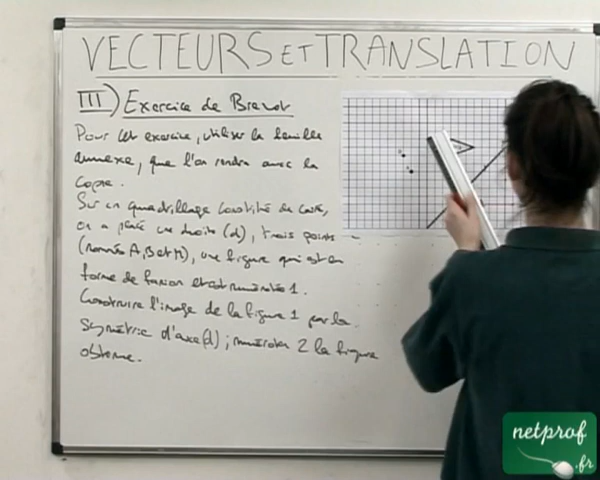 VECTEURS ET TRANSLATION
III) Exercice de Brevet
Pour cet exercice, utiliser la feuille
annexe, que l'on rendra avec la
copie.
Sur un quadrillage constitué de carrés,
on a placé une droite (d), trois points
(nommés A, B et M), une figure qui est en
forme de fanion et est numérotée 1.
Construire l'image de la figure 1 par la
symétrie d'axe (d) ; numéroter 2 la figure
obtenue.
netprof
.fr